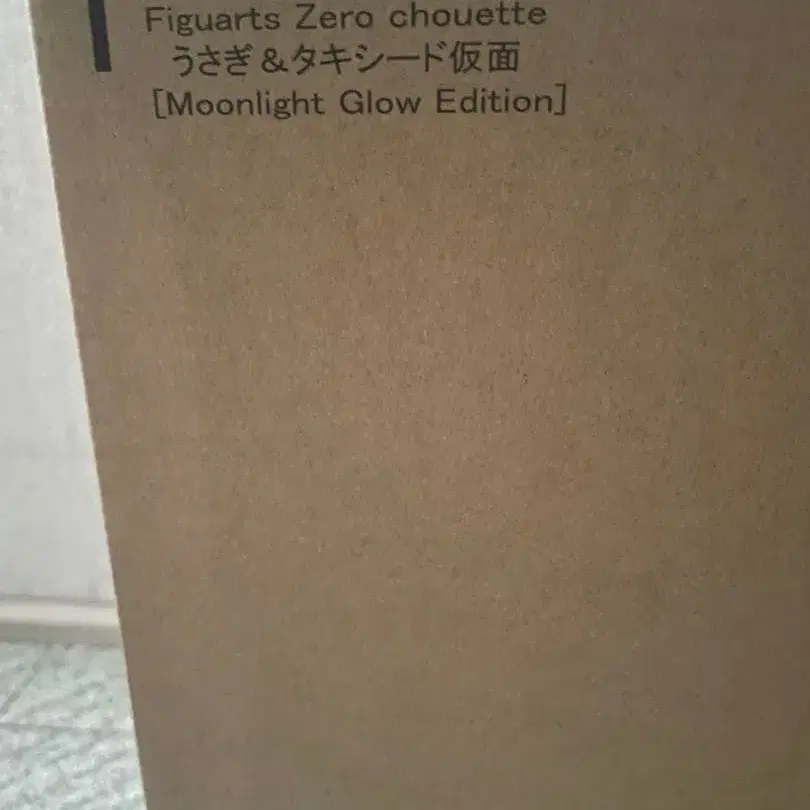 Figuarts Zero chouette
うさぎ＆タキシード仮面
[Moonlight Glow Edition]